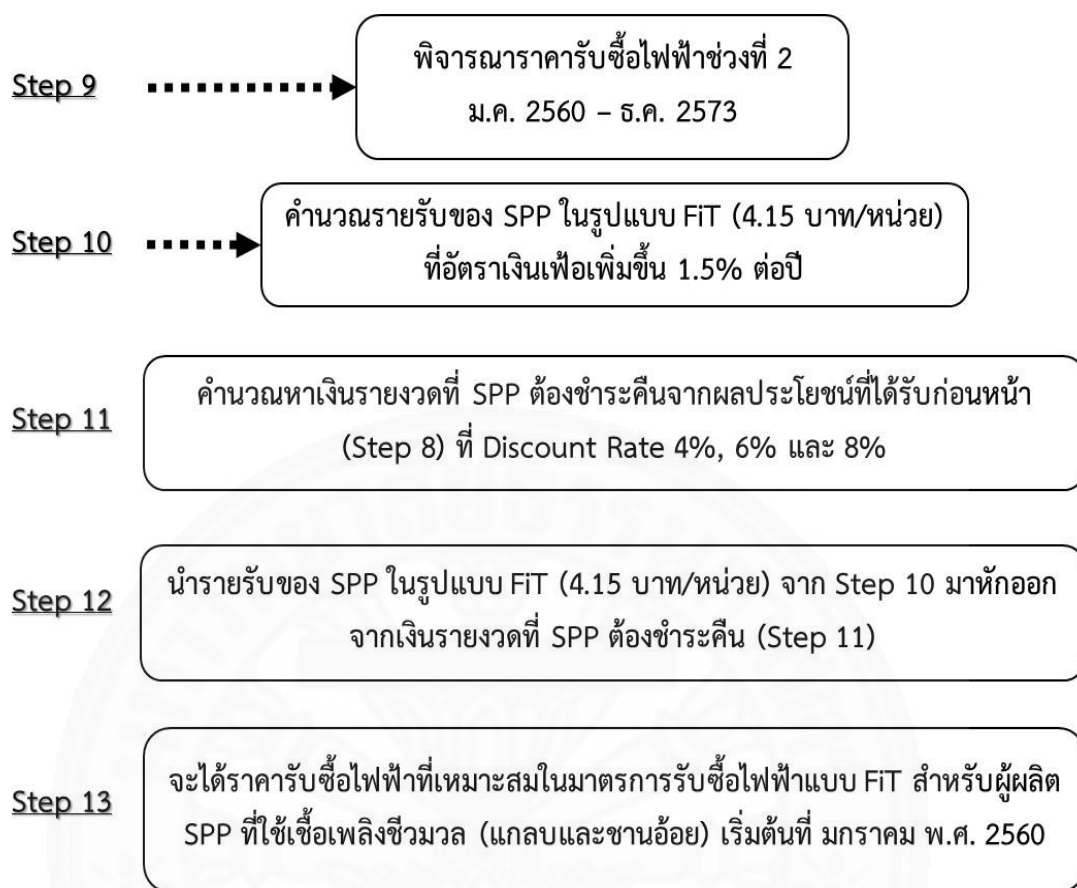 Step 9
พิจารณาราคารับซื้อไฟฟ้าช่วงที่ 2
ม.ค. 2560 – ธ.ค. 2573
Step 10
คำนวณรายรับของ SPP ในรูปแบบ FiT (4.15 บาท/หน่วย)
ที่อัตราเงินเฟ้อเพิ่มขึ้น 1.5% ต่อปี
Step 11
คำนวณหาเงินรายงวดที่ SPP ต้องชำระคืนจากผลประโยชน์ที่ได้รับก่อนหน้า
(Step 8) ที่ Discount Rate 4%, 6% และ 8%
Step 12
นำรายรับของ SPP ในรูปแบบ FiT (4.15 บาท/หน่วย) จาก Step 10 มาหักออก
จากเงินรายงวดที่ SPP ต้องชำระคืน (Step 11)
Step 13
จะได้ราคารับซื้อไฟฟ้าที่เหมาะสมในมาตรการรับซื้อไฟฟ้าแบบ FiT สำหรับผู้ผลิต
SPP ที่ใช้เชื้อเพลิงชีวมวล (แกลบและชานอ้อย) เริ่มต้นที่ มกราคม พ.ศ. 2560